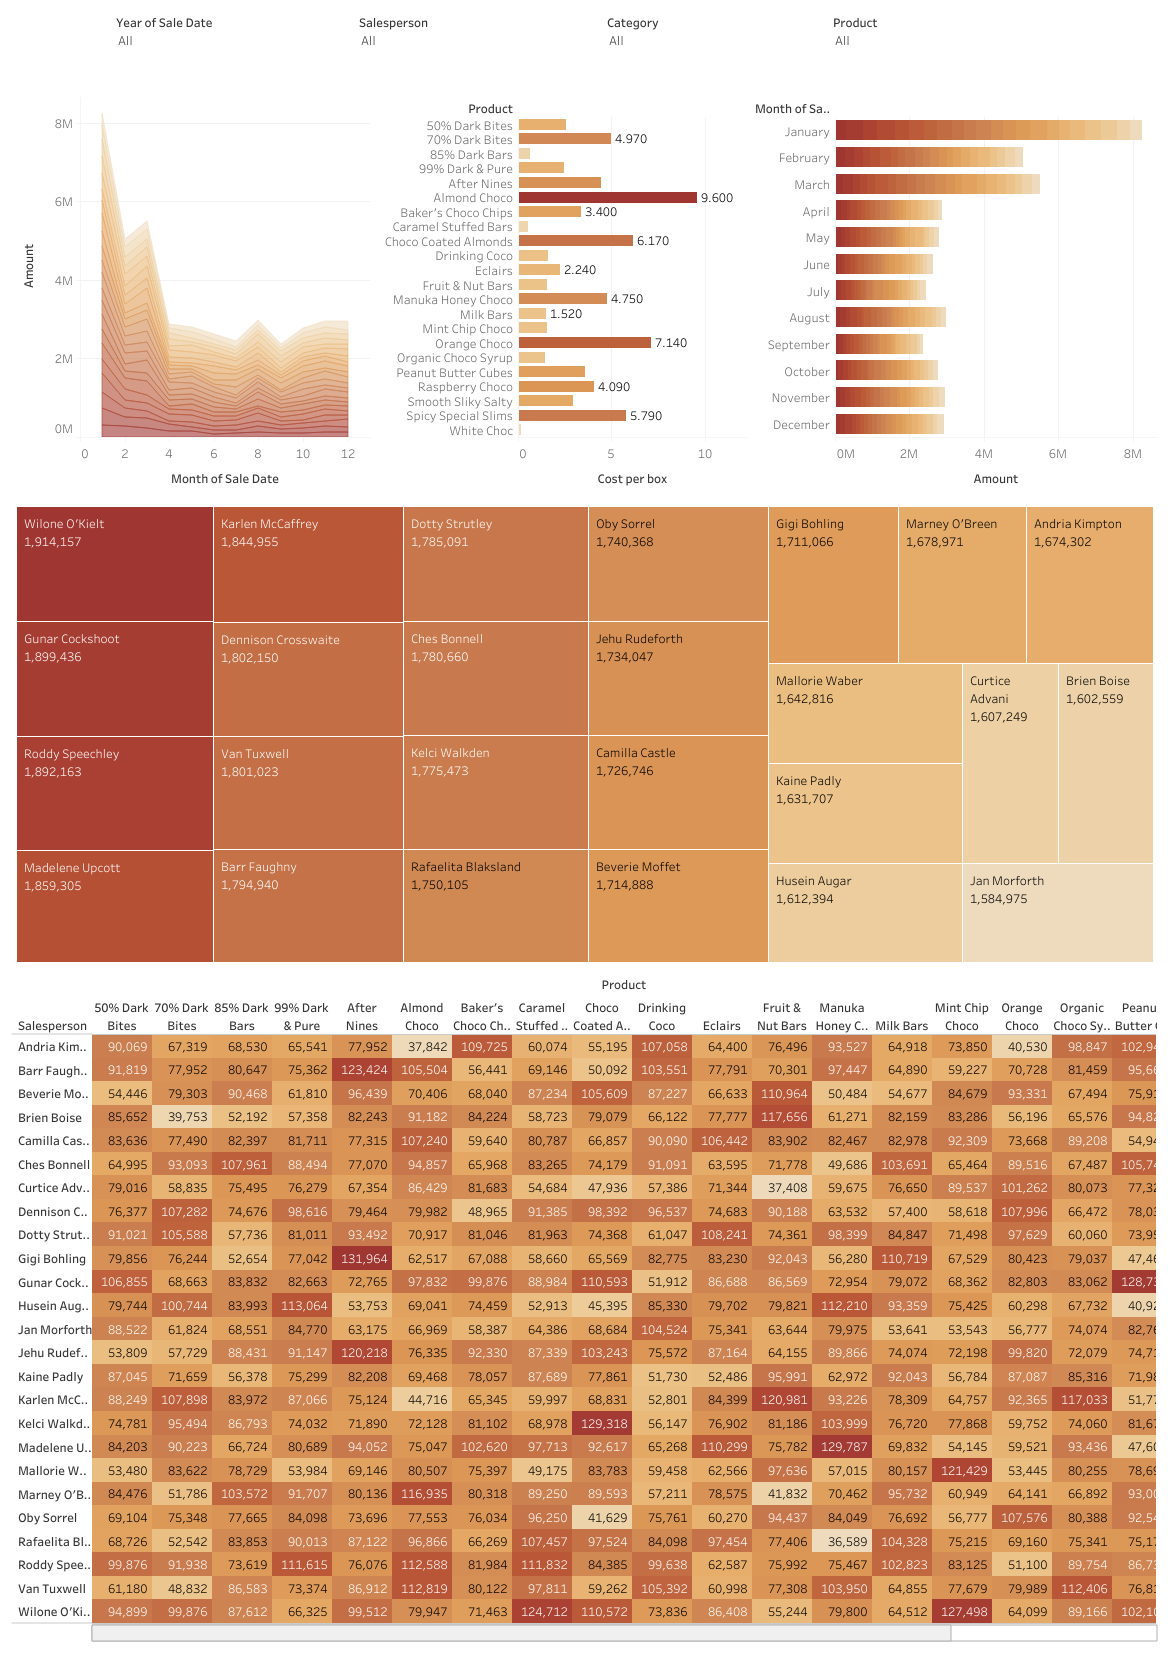 Year of Sale Date Salesperson Category Product
All All All All
8M
6M
4M
2M
0M
Amount
0 2 4 6 8 10 12
Month of Sale Date
Product
50% Dark Bites
70% Dark Bites 4.970
85% Dark Bars
99% Dark & Pure
After Nines
Almond Choco 9.600
Baker's Choco Chips 3.400
Caramel Stuffed Bars
Choco Coated Almonds 6.170
Drinking Coco
Eclairs 2.240
Fruit & Nut Bars
Manuka Honey Choco 4.750
Milk Bars 1.520
Mint Chip Choco
Orange Choco 7.140
Organic Choco Syrup
Peanut Butter Cubes
Raspberry Choco 4.090
Smooth Sliky Salty
Spicy Special Slims 5.790
White Choc
0 5 10
Cost per box
Month of Sa..
January
February
March
April
May
June
July
August
September
October
November
December
0M 2M 4M 6M 8M
Amount
Wilone O'Kielt
1,914,157
Gunar Cockshoot
1,899,436
Roddy Speechley
1,892,163
Madelene Upcott
1,859,305
Karlen McCaffrey
1,844,955
Dennison Crosswaite
1,802,150
Van Tuxwell
1,801,023
Barr Faughny
1,794,940
Dotty Strutley
1,785,091
Ches Bonnell
1,780,660
Kelci Walkden
1,775,473
Rafaelita Blaksland
1,750,105
Oby Sorrel
1,740,368
Jehu Rudeforth
1,734,047
Camilla Castle
1,726,746
Beverie Moffet
1,714,888
Gigi Bohling
1,711,066
Marney O'Breen
1,678,971
Andria Kimpton
1,674,302
Mallorie Waber
1,642,816
Kaine Padly
1,631,707
Husein Augar
1,612,394
Curtice
Advani
1,607,249
Brien Boise
1,602,559
Jan Morforth
1,584,975
Product
50% Dark 70% Dark 85% Dark 99% Dark After Almond Baker's Caramel Choco Drinking Fruit & Manuka Mint Chip Orange Organic Peanu
Salesperson Bites Bites Bars & Pure Nines Choco Choco Ch.. Stuffed .. Coated A.. Coco Eclairs Nut Bars Honey C.. Milk Bars Choco Choco Choco Sy.. Butter
Andria Kim.. 90,069 67,319 68,530 65,541 77,952 37,842 109,725 60,074 55,195 107,058 64,400 76,496 93,527 64,918 73,850 40,530 98,847 102,94
Barr Faugh.. 91,819 77,952 80,647 75,362 123,424 105,504 56,441 69,146 50,092 103,551 77,791 70,301 97,447 64,890 59,227 70,728 81,459 95,66
Beverie Mo.. 54,446 79,303 90,468 61,810 96,439 70,406 68,040 87,234 105,609 87,227 66,633 110,964 50,484 54,677 84,679 93,331 67,494 75,91
Brien Boise 85,652 39,753 52,192 57,358 82,243 91,182 84,224 58,723 79,079 66,122 77,777 117,656 61,271 82,159 83,286 56,196 65,576 94,82
Camilla Cas.. 83,636 77,490 82,397 81,711 77,315 107,240 59,640 80,787 66,857 90,090 106,442 83,902 82,467 82,978 92,309 73,668 89,208 54,94
Ches Bonnell 64,995 93,093 107,961 88,494 77,070 94,857 65,968 83,265 74,179 91,091 63,595 71,778 49,686 103,691 65,464 89,516 67,487 105,74
Curtice Adv.. 79,016 58,835 75,495 76,279 67,354 86,429 81,683 54,684 47,936 57,386 71,344 37,408 59,675 76,650 89,537 101,262 80,073 77,32
Dennison C.. 76,377 107,282 74,676 98,616 79,464 79,982 48,965 91,385 98,392 96,537 74,683 90,188 63,532 57,400 58,618 107,996 66,472 78,03
Dotty Strut.. 91,021 105,588 57,736 81,011 93,492 70,917 81,046 81,963 74,368 61,047 108,241 74,361 98,399 84,847 71,498 97,629 60,060 73,95
Gigi Bohling 79,856 76,244 52,654 77,042 131,964 62,517 67,088 58,660 65,569 82,775 83,230 92,043 56,280 110,719 67,529 80,423 79,037 47,46
Gunar Cock.. 106,855 68,663 83,832 82,663 72,765 97,832 99,876 88,984 110,593 51,912 86,688 86,569 72,954 79,072 68,362 82,803 83,062 128,73
Husein Aug.. 79,744 100,744 83,993 113,064 53,753 69,041 74,459 52,913 45,395 85,330 79,702 79,821 112,210 93,359 75,425 60,298 67,732 40,92
Jan Morforth 88,522 61,824 68,551 84,770 63,175 66,969 58,387 64,386 68,684 104,524 75,341 63,644 79,975 53,641 53,543 56,777 74,074 82,76
Jehu Rudef.. 53,809 57,729 88,431 91,147 120,218 76,335 92,330 87,339 103,243 75,572 87,164 64,155 89,866 74,074 72,198 99,820 72,079 74,71
Kaine Padly 87,045 71,659 56,378 75,299 82,208 69,468 78,057 87,689 77,861 51,730 52,486 95,991 62,972 92,043 56,784 87,087 85,316 71,98
Karlen McC.. 88,249 107,898 83,972 87,066 75,124 44,716 65,345 59,997 68,831 52,801 84,399 120,981 93,226 78,309 64,757 92,365 117,033 51,77
Kelci Walkd.. 74,781 95,494 86,793 74,032 71,890 72,128 81,102 68,978 129,318 56,147 76,902 81,186 103,999 76,720 77,868 59,752 74,060 81,67
Madelene U.. 84,203 90,223 66,724 80,689 94,052 75,047 102,620 97,713 92,617 65,268 110,299 75,782 129,787 69,832 54,145 59,521 93,436 47,60
Mallorie W.. 53,480 83,622 78,729 53,984 69,146 80,507 75,397 49,175 83,783 59,458 62,566 97,636 57,015 80,157 121,429 53,445 80,255 78,69
Marney O'B.. 84,476 51,786 103,572 91,707 80,136 116,935 80,318 89,250 89,593 57,211 78,575 41,832 70,462 95,732 60,949 64,141 66,892 93,00
Oby Sorrel 69,104 75,348 77,665 84,098 73,696 77,553 76,034 96,250 41,629 75,761 60,270 94,437 84,049 76,692 56,777 107,576 80,388 92,54
Rafaelita Bl.. 68,726 52,542 83,853 90,013 87,122 96,866 66,269 107,457 97,524 84,098 97,454 77,406 36,589 104,328 75,215 69,160 75,341 75,17
Roddy Spee.. 99,876 91,938 73,619 111,615 76,076 112,588 81,984 111,832 84,385 99,638 62,587 75,992 75,467 102,823 83,125 51,100 89,754 86,73
Van Tuxwell 61,180 48,832 86,583 73,374 86,912 112,819 80,122 97,811 59,262 105,392 60,998 77,308 103,950 64,855 77,679 79,989 112,406 76,81
Wilone O'Ki.. 94,899 99,876 87,612 66,325 99,512 79,947 71,463 124,712 110,572 73,836 86,408 55,244 79,800 64,512 127,498 64,099 89,166 102,10